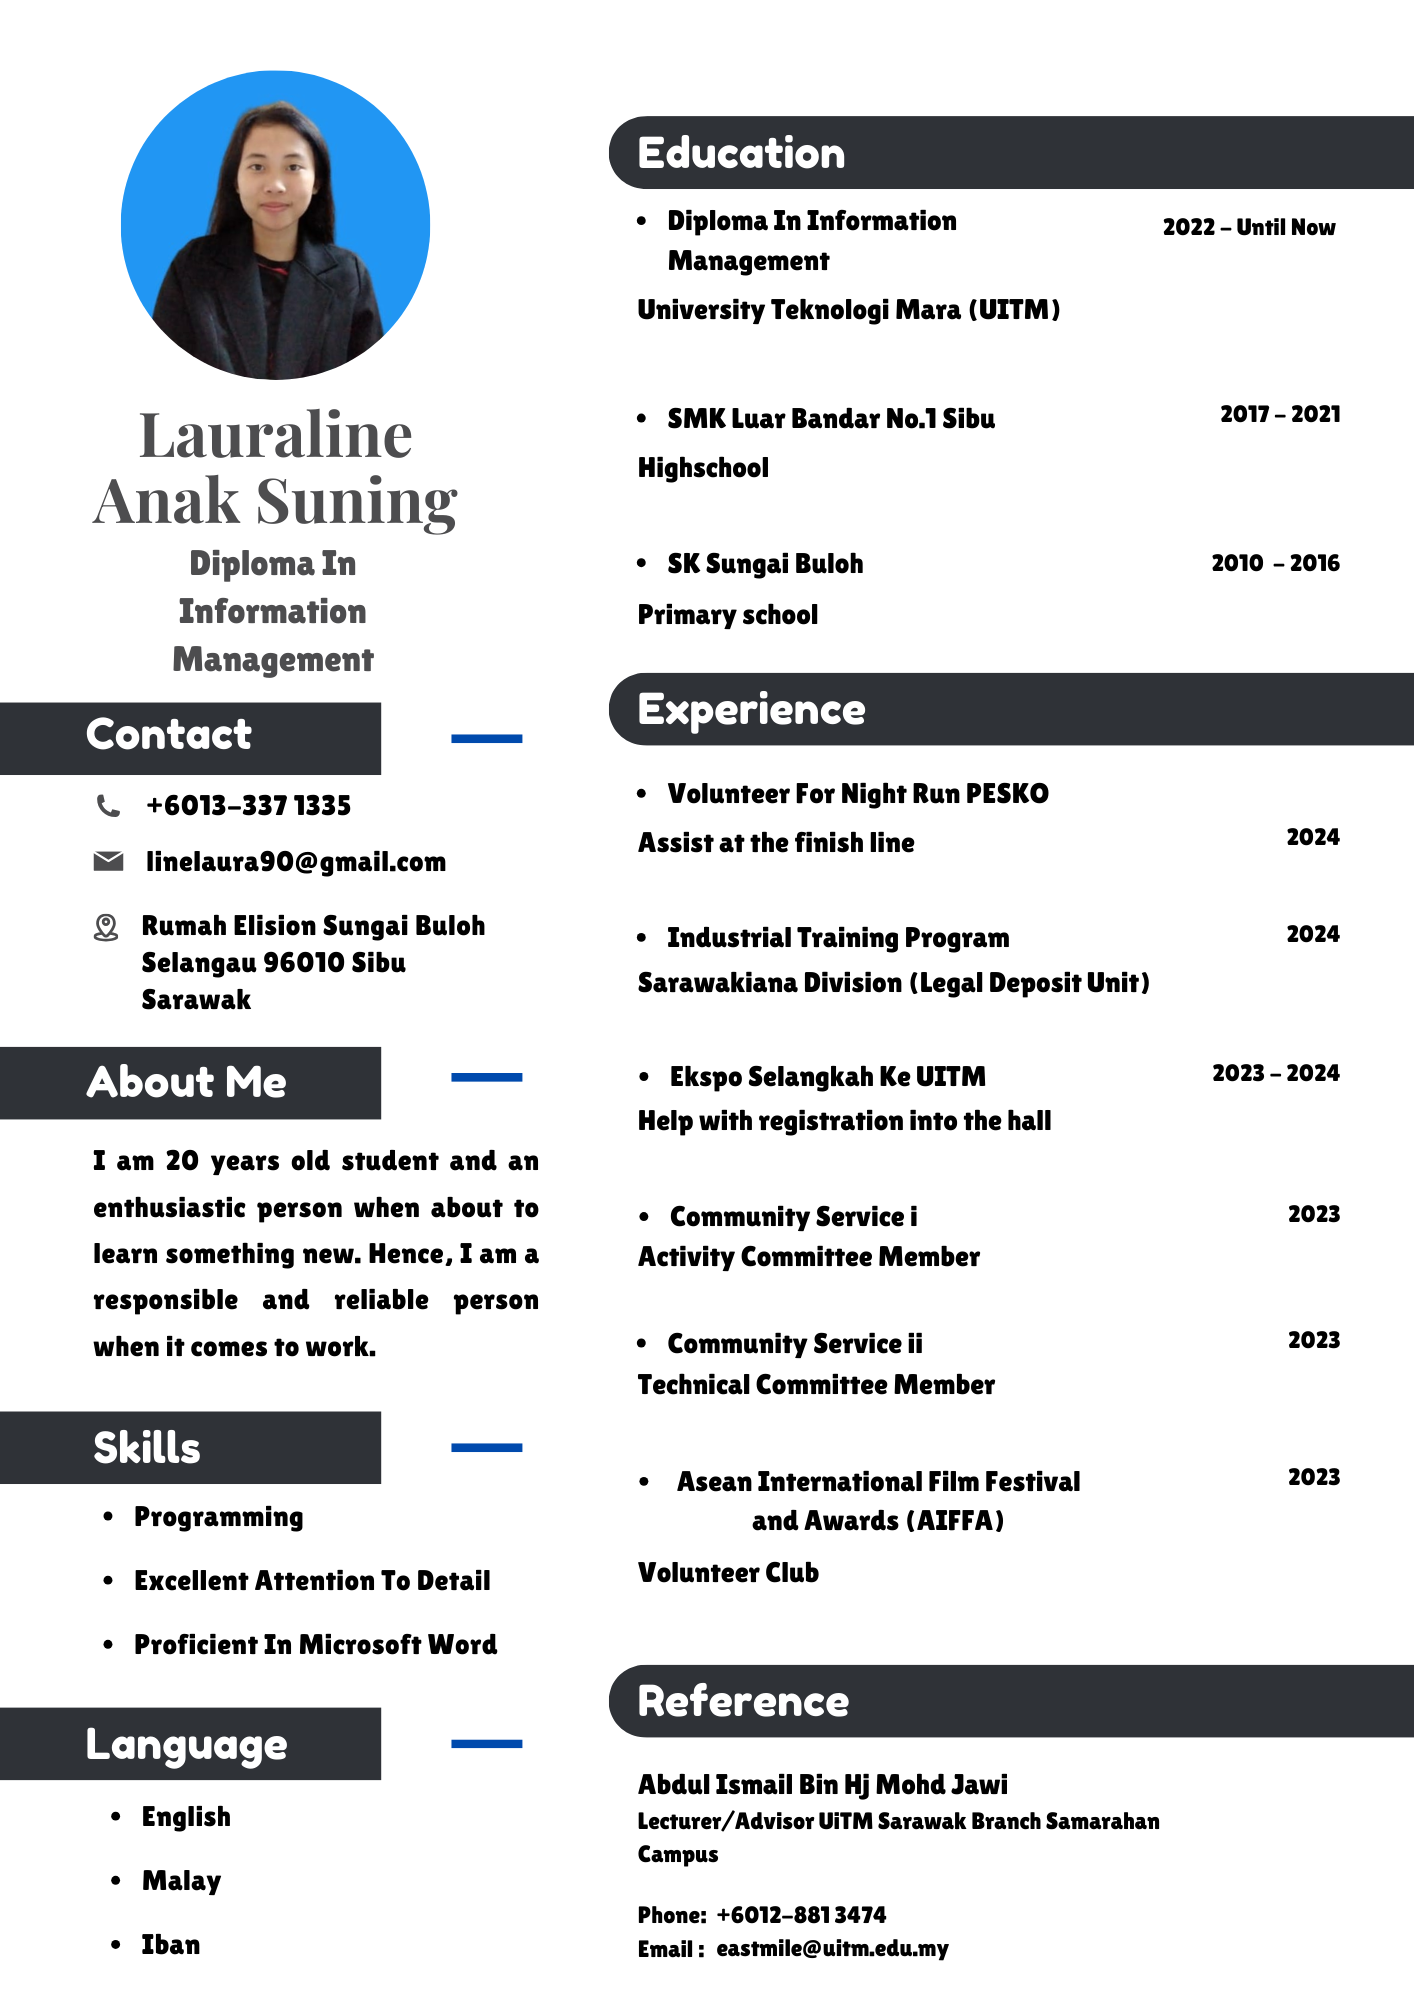 Lauraline
Anak Suning
Diploma In
Information
Management
Contact
+6013-337 1335
linelaura90@gmail.com
Rumah Elision Sungai Buloh
Selangau 96010 Sibu
Sarawak
About Me
I am 20 years old student and an
enthusiastic person when about to
learn something new. Hence, I am a
responsible and reliable person
when it comes to work.
Skills
• Programming
• Excellent Attention To Detail
• Proficient In Microsoft Word
Language
• English
• Malay
• Iban
Education
• Diploma In Information 2022 - Until Now
Management
University Teknologi Mara (UITM)
• SMK Luar Bandar No.1 Sibu 2017 - 2021
Highschool
• SK Sungai Buloh 2010 - 2016
Primary school
Experience
• Volunteer For Night Run PESKO
Assist at the finish line 2024
• Industrial Training Program 2024
Sarawakiana Division (Legal Deposit Unit)
• Ekspo Selangkah Ke UITM 2023 - 2024
Help with registration into the hall
• Community Service i 2023
Activity Committee Member
• Community Service ii 2023
Technical Committee Member
• Asean International Film Festival 2023
and Awards (AIFFA)
Volunteer Club
Reference
Abdul Ismail Bin Hj Mohd Jawi
Lecturer/Advisor UiTM Sarawak Branch Samarahan
Campus
Phone: +6012-881 3474
Email : eastmile@uitm.edu.my